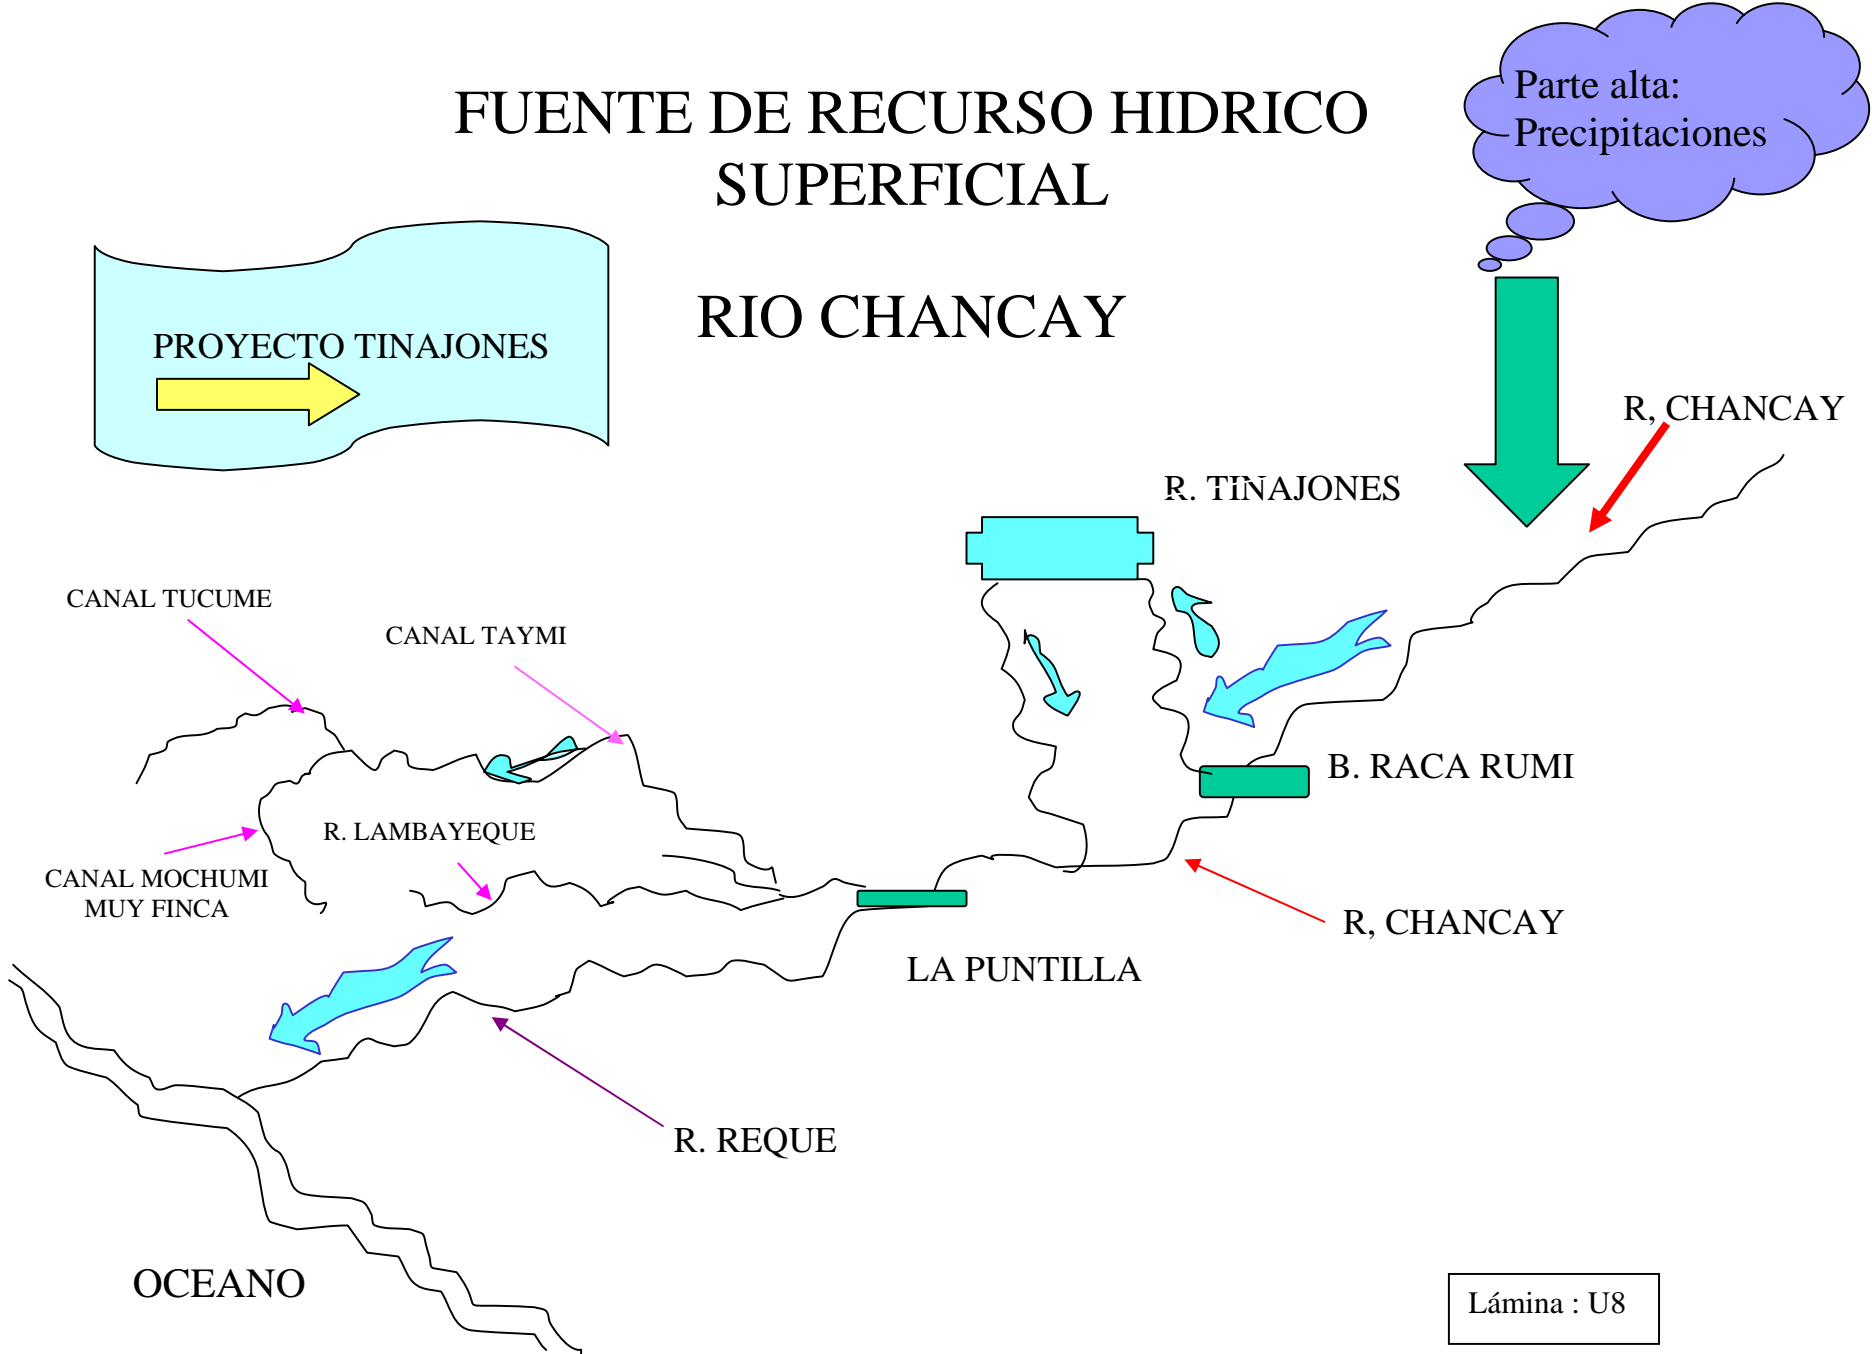 FUENTE DE RECURSO HIDRICO
SUPERFICIAL
RIO CHANCAY
Parte alta:
Precipitaciones
PROYECTO TINAJONES
R, CHANCAY
R. TINAJONES
CANAL TUCUME
CANAL TAYMI
B. RACA RUMI
R. LAMBAYEQUE
CANAL MOCHUMI
MUY FINCA
R, CHANCAY
LA PUNTILLA
R. REQUE
OCEANO
Lámina : U8